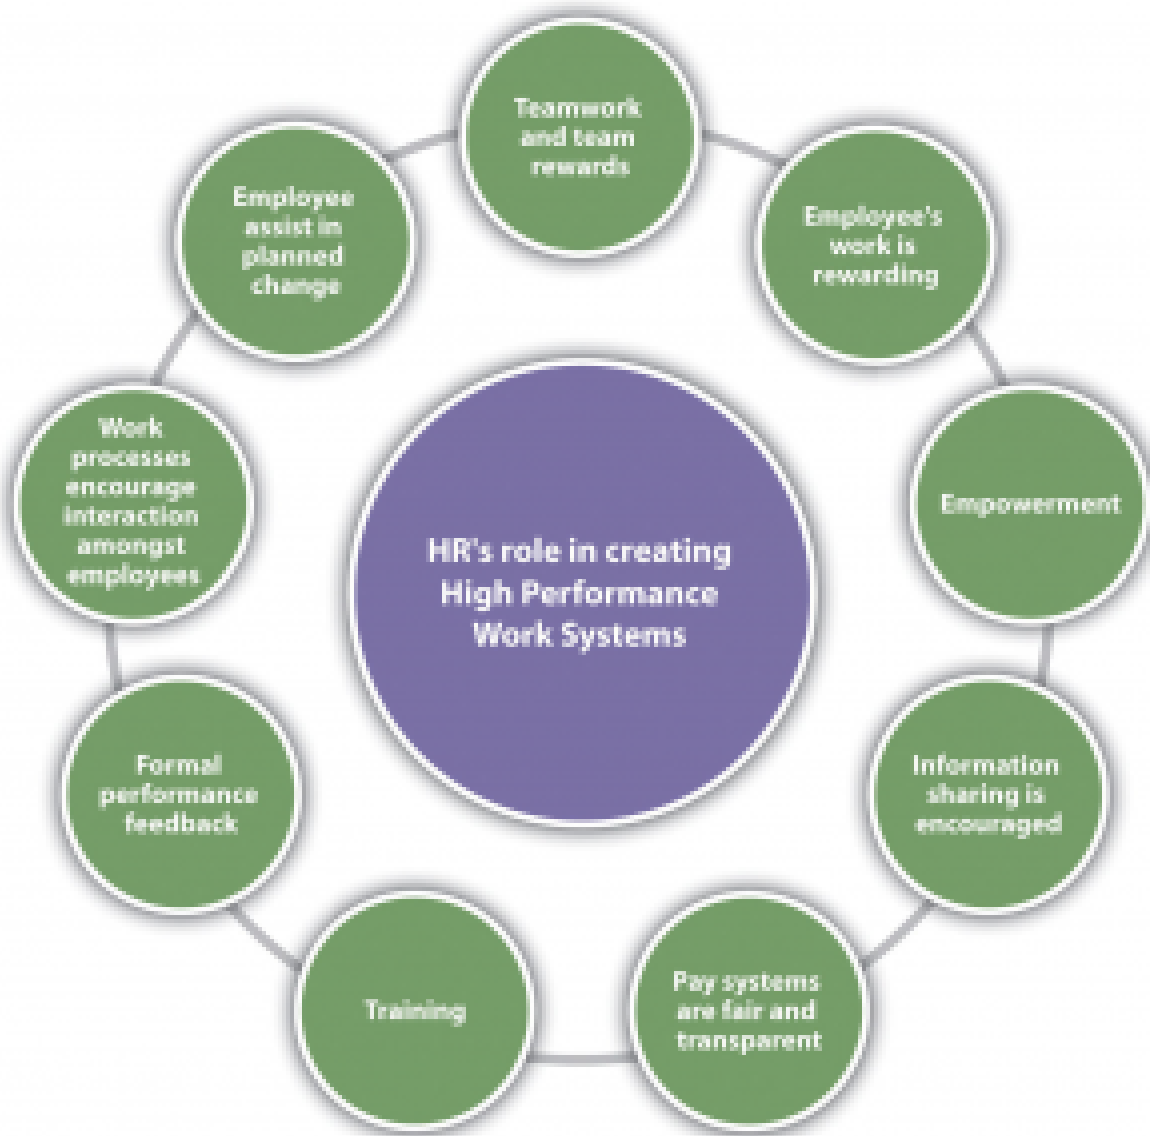 Teamwork
and team
rewards
Employee's
work is
rewarding
Empowerment
Information
sharing is
encouraged
Pay systems
are fair and
transparent
Training
Formal
performance
feedback
Work
processes
encourage
interaction
amongst
employees
Employee
assist in
planned
change
HR's role in creating
High Performance
Work Systems